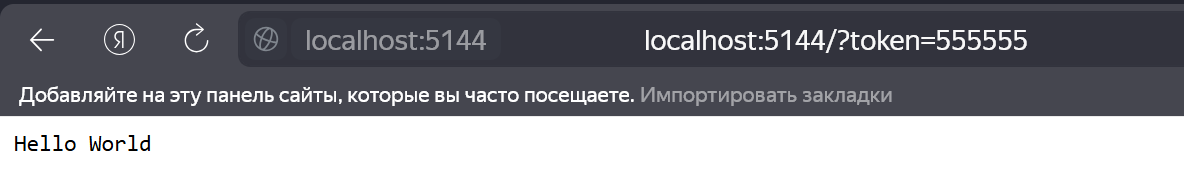 Я localhost:5144 localhost:5144/?token=555555
Добавляйте на эту панель сайты, которые вы часто посещаете. Импортировать закладки
Hello World